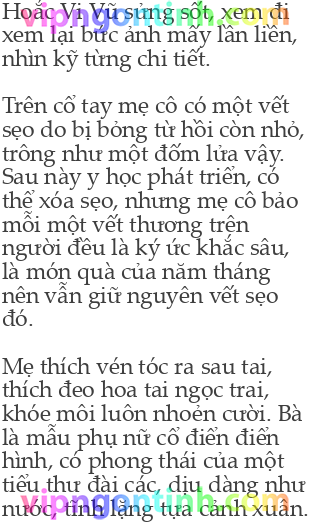 vipngontinh.com
Hoắc Vi Vũ sửng sốt, xem đi
xem lại bức ảnh mấy lần liền,
nhìn kỹ từng chi tiết.
Trên cổ tay mẹ cô có một vết
sẹo do bị bỏng từ hồi còn nhỏ,
trông như một đốm lửa vậy.
Sau này y học phát triển, có
thể xóa sẹo, nhưng mẹ cô bảo
mỗi một vết thương trên
người đều là ký ức khắc sâu,
là món quà của năm tháng
nên vẫn giữ nguyên vết sẹo
đó.
Mẹ thích vén tóc ra sau tai,
thích đeo hoa tai ngọc trai,
khóe môi luôn nhoẻn cười. Bà
là mẫu phụ nữ cổ điển điển
hình, có phong thái của một
tiểu thư đài các, dịu dàng như
nước, tĩnh lặng tựa cảnh xuân.
vipngontinh.com